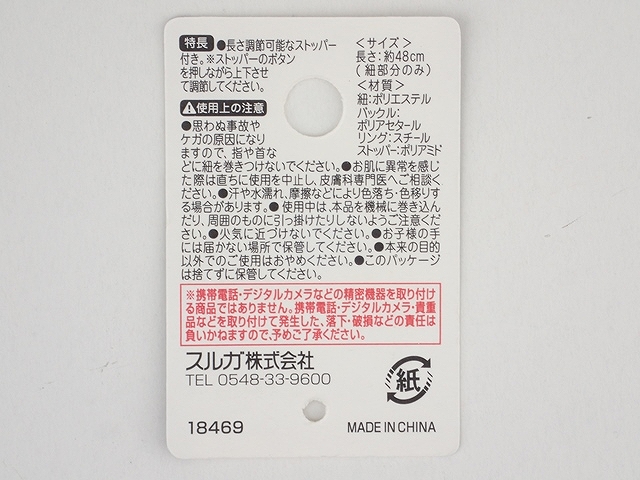 特長 ●長さ調節可能なストッパー
付き。※ストッパーのボタン
を押しながら上下させ
て調節してください。
<サイズ>
長さ:約48cm
(紐部分のみ)
<材質>
紐:ポリエステル
バックル:
ポリアセタール
リング:スチール
ストッパー:ポリアミド
使用上の注意
●思わぬ事故や
ケガの原因になり
ますので、指や首な
どに紐を巻きつけないでください。●お肌に異常を感じ
た際は直ちに使用を中止し、皮膚科専門医へご相談く
ださい。●汗や水濡れ、摩擦などにより色落ち・色移りす
る場合があります。●使用中は、本品を機械に巻き込ん
だり、周囲のものに引っ掛けたりしないようご注意くだ
さい。●火気に近づけないでください。●お子様の手
には届かない場所で保管してください。●本来の目的
以外でのご使用はおやめください。●このパッケージ
は捨てずに保管してください。
※携帯電話・デジタルカメラなどの精密機器を取り付け
る商品ではありません。携帯電話・デジタルカメラ・貴重
品などを取り付けて発生した、落下・破損などの責任は
負いかねますので、予めご了承ください。
スルガ株式会社
TEL 0548-33-9600
紙
18469
MADE IN CHINA